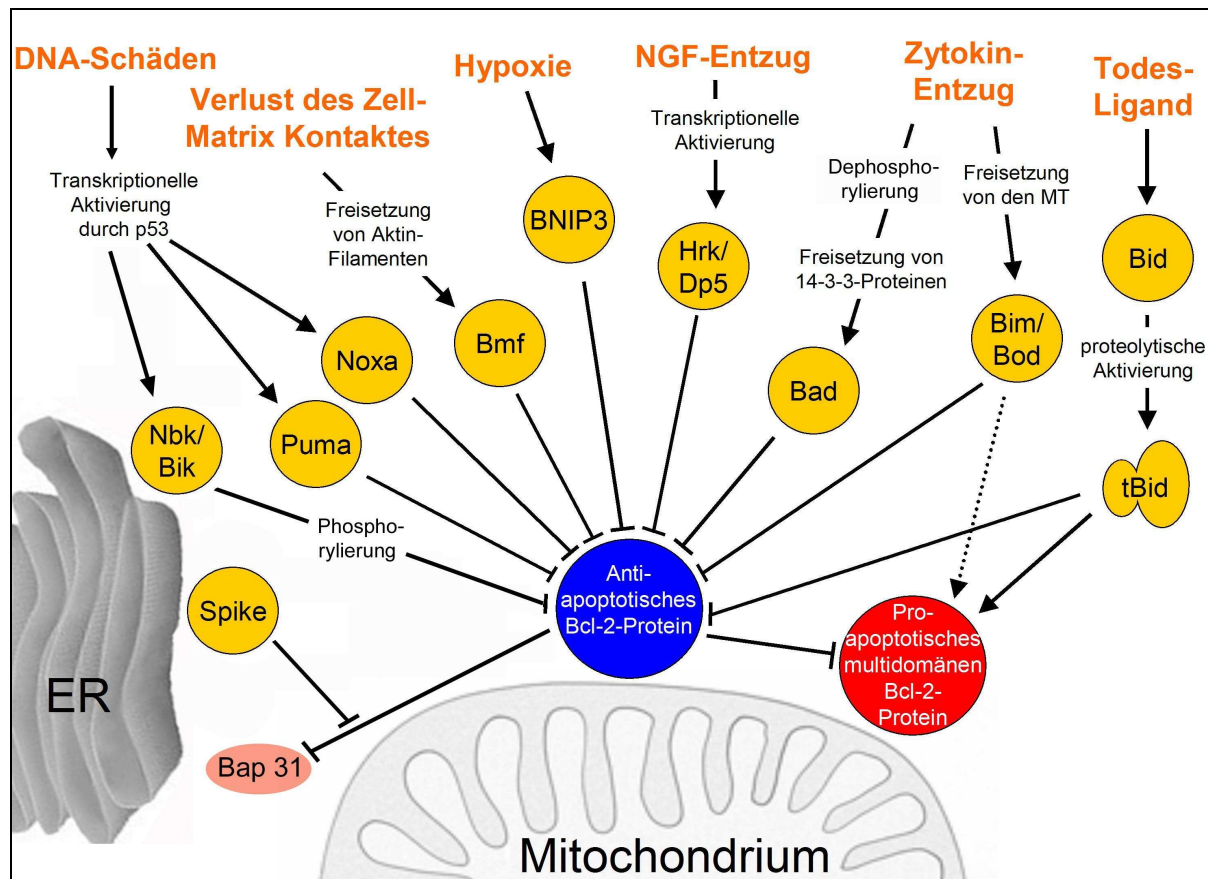 DNA-Schäden
Verlust des Zell-
Matrix Kontaktes
Hypoxie
NGF-Entzug
Zytokin-
Entzug
Todes-
Ligand
Transkriptionelle
Aktivierung
durch p53
Freisetzung
von Aktin-
Filamenten
Transkriptionelle
Aktivierung
Dephospho-
rylierung
Freisetzung von
14-3-3-Proteinen
Freisetzung
von den MT
BNIP3
Hrk/
Dp5
Bid
Noxa
Bmf
Bad
Bim/
Bod
proteolytische
Aktivierung
Nbk/
Bik
Puma
tBid
Phospho-
rylierung
Anti-
apoptotisches
Bcl-2-Protein
Spike
Pro-
apoptotisches
multidomänen
Bcl-2-
Protein
ER
Bap 31
Mitochondrium